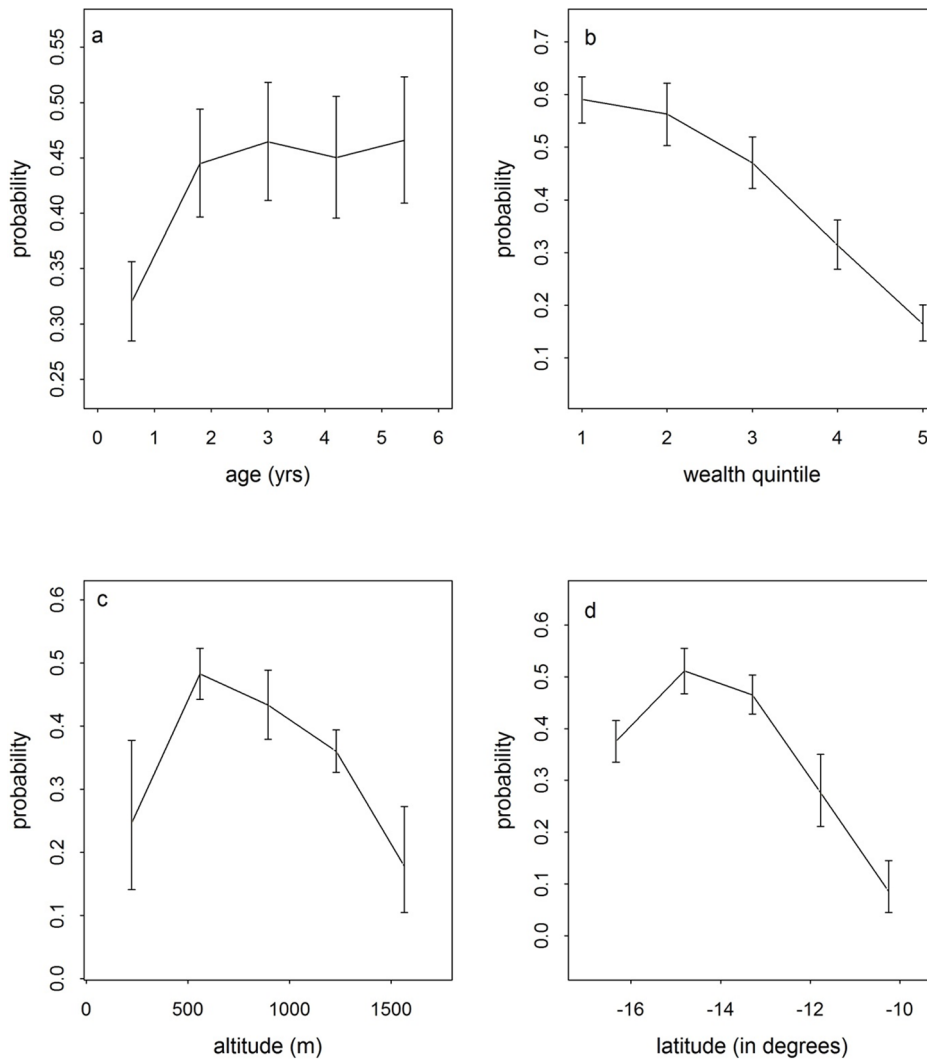 a
probability
0.25 0.30 0.35 0.40 0.45 0.50 0.55
0 1 2 3 4 5 6
age (yrs)
b
probability
0.1 0.2 0.3 0.4 0.5 0.6 0.7
1 2 3 4 5
wealth quintile
c
probability
0.0 0.1 0.2 0.3 0.4 0.5 0.6
0 500 1000 1500
altitude (m)
d
probability
0.0 0.1 0.2 0.3 0.4 0.5 0.6
-16 -14 -12 -10
latitude (in degrees)